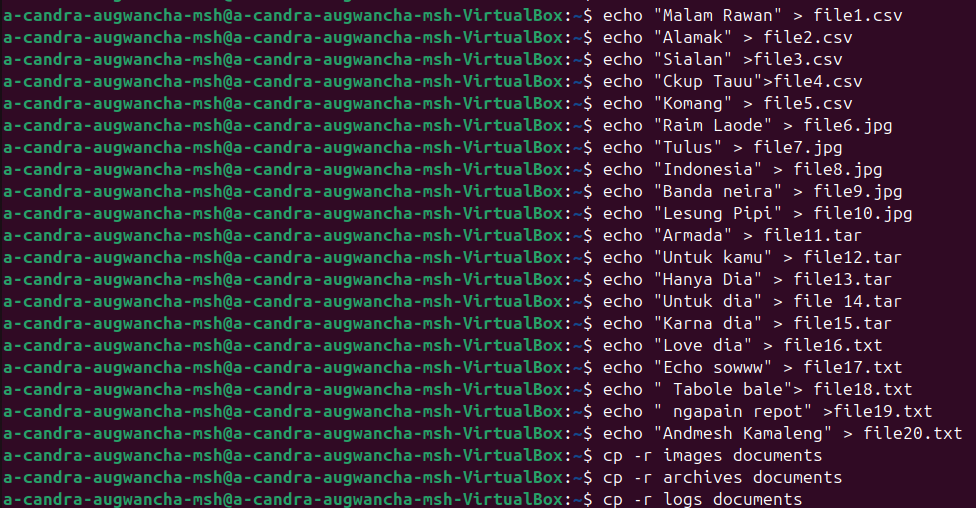 a-candra-augwancha-msh@a-candra-augwancha-msh-VirtualBox:~$ echo "Malam Rawan" > file1.csv
a-candra-augwancha-msh@a-candra-augwancha-msh-VirtualBox:~$ echo "Alamak" > file2.csv
a-candra-augwancha-msh@a-candra-augwancha-msh-VirtualBox:~$ echo "Sialan" >file3.csv
a-candra-augwancha-msh@a-candra-augwancha-msh-VirtualBox:~$ echo "Ckup Tauu">file4.csv
a-candra-augwancha-msh@a-candra-augwancha-msh-VirtualBox:~$ echo "Komang" > file5.csv
a-candra-augwancha-msh@a-candra-augwancha-msh-VirtualBox:~$ echo "Raim Laode" > file6.jpg
a-candra-augwancha-msh@a-candra-augwancha-msh-VirtualBox:~$ echo "Tulus" > file7.jpg
a-candra-augwancha-msh@a-candra-augwancha-msh-VirtualBox:~$ echo "Indonesia" > file8.jpg
a-candra-augwancha-msh@a-candra-augwancha-msh-VirtualBox:~$ echo "Banda neira" > file9.jpg
a-candra-augwancha-msh@a-candra-augwancha-msh-VirtualBox:~$ echo "Lesung Pipi" > file10.jpg
a-candra-augwancha-msh@a-candra-augwancha-msh-VirtualBox:~$ echo "Armada" > file11.tar
a-candra-augwancha-msh@a-candra-augwancha-msh-VirtualBox:~$ echo "Untuk kamu" > file12.tar
a-candra-augwancha-msh@a-candra-augwancha-msh-VirtualBox:~$ echo "Hanya Dia" > file13.tar
a-candra-augwancha-msh@a-candra-augwancha-msh-VirtualBox:~$ echo "Untuk dia" > file 14.tar
a-candra-augwancha-msh@a-candra-augwancha-msh-VirtualBox:~$ echo "Karna dia" > file15.tar
a-candra-augwancha-msh@a-candra-augwancha-msh-VirtualBox:~$ echo "Love dia" > file16.txt
a-candra-augwancha-msh@a-candra-augwancha-msh-VirtualBox:~$ echo "Echo sowww" > file17.txt
a-candra-augwancha-msh@a-candra-augwancha-msh-VirtualBox:~$ echo " Tabole bale"> file18.txt
a-candra-augwancha-msh@a-candra-augwancha-msh-VirtualBox:~$ echo " ngapain repot" >file19.txt
a-candra-augwancha-msh@a-candra-augwancha-msh-VirtualBox:~$ echo "Andmesh Kamaleng" > file20.txt
a-candra-augwancha-msh@a-candra-augwancha-msh-VirtualBox:~$ cp -r images documents
a-candra-augwancha-msh@a-candra-augwancha-msh-VirtualBox:~$ cp -r archives documents
a-candra-augwancha-msh@a-candra-augwancha-msh-VirtualBox:~$ cp -r logs documents